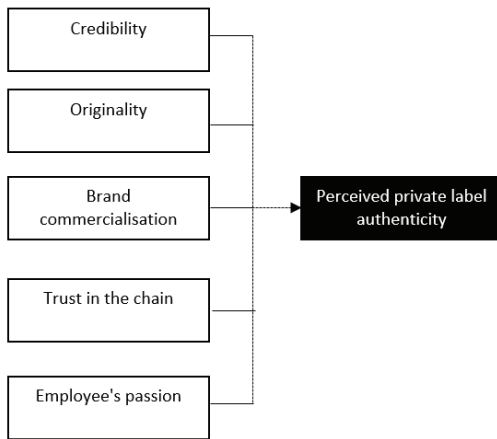 Credibility
Originality
Brand
commercialisation
Trust in the chain
Employee's passion
Perceived private label
authenticity